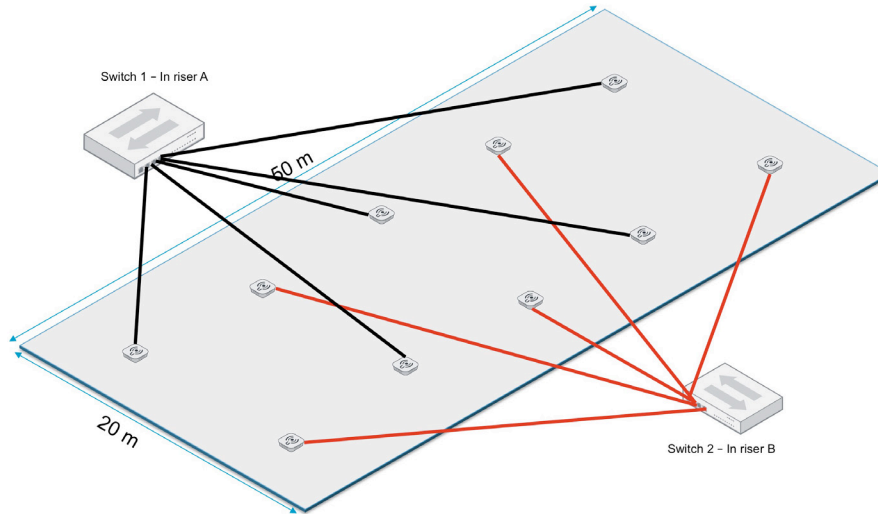 Switch 1 – In riser A
50 m
20 m
Switch 2 – In riser B